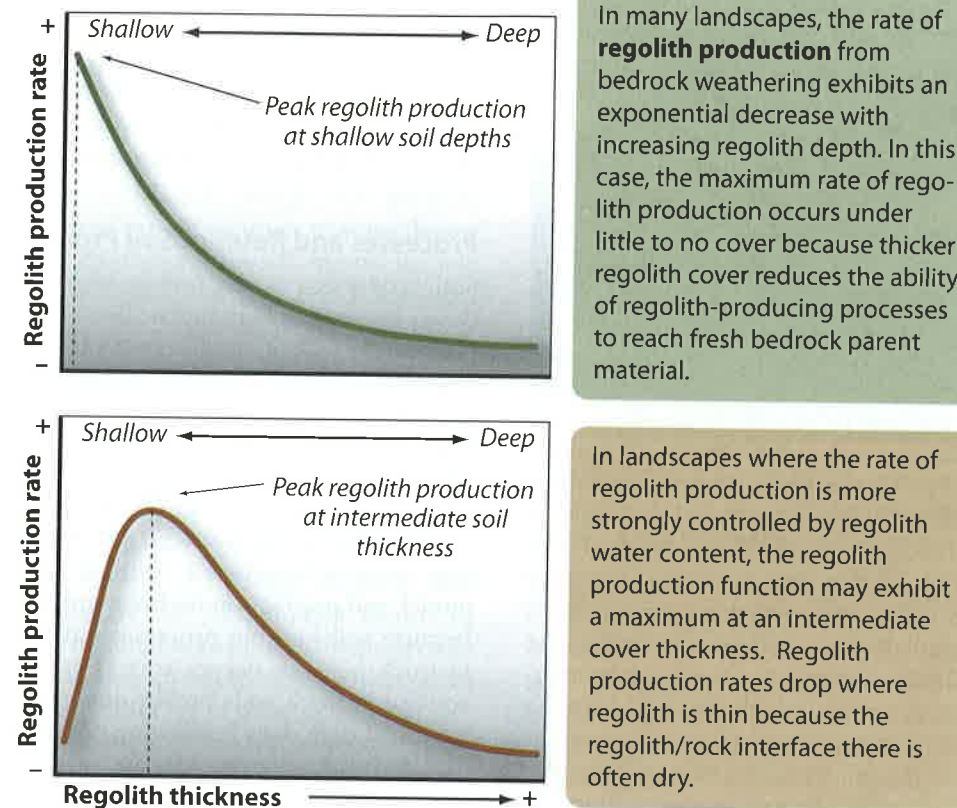 +
Shallow ⟷ Deep
Peak regolith production
at shallow soil depths
Regolith production rate
–
In many landscapes, the rate of
regolith production from
bedrock weathering exhibits an
exponential decrease with
increasing regolith depth. In this
case, the maximum rate of rego-
lith production occurs under
little to no cover because thicker
regolith cover reduces the ability
of regolith-producing processes
to reach fresh bedrock parent
material.
+
Shallow ⟷ Deep
Peak regolith production
at intermediate soil
thickness
Regolith production rate
–
Regolith thickness ⟶ +
In landscapes where the rate of
regolith production is more
strongly controlled by regolith
water content, the regolith
production function may exhibit
a maximum at an intermediate
cover thickness. Regolith
production rates drop where
regolith is thin because the
regolith/rock interface there is
often dry.